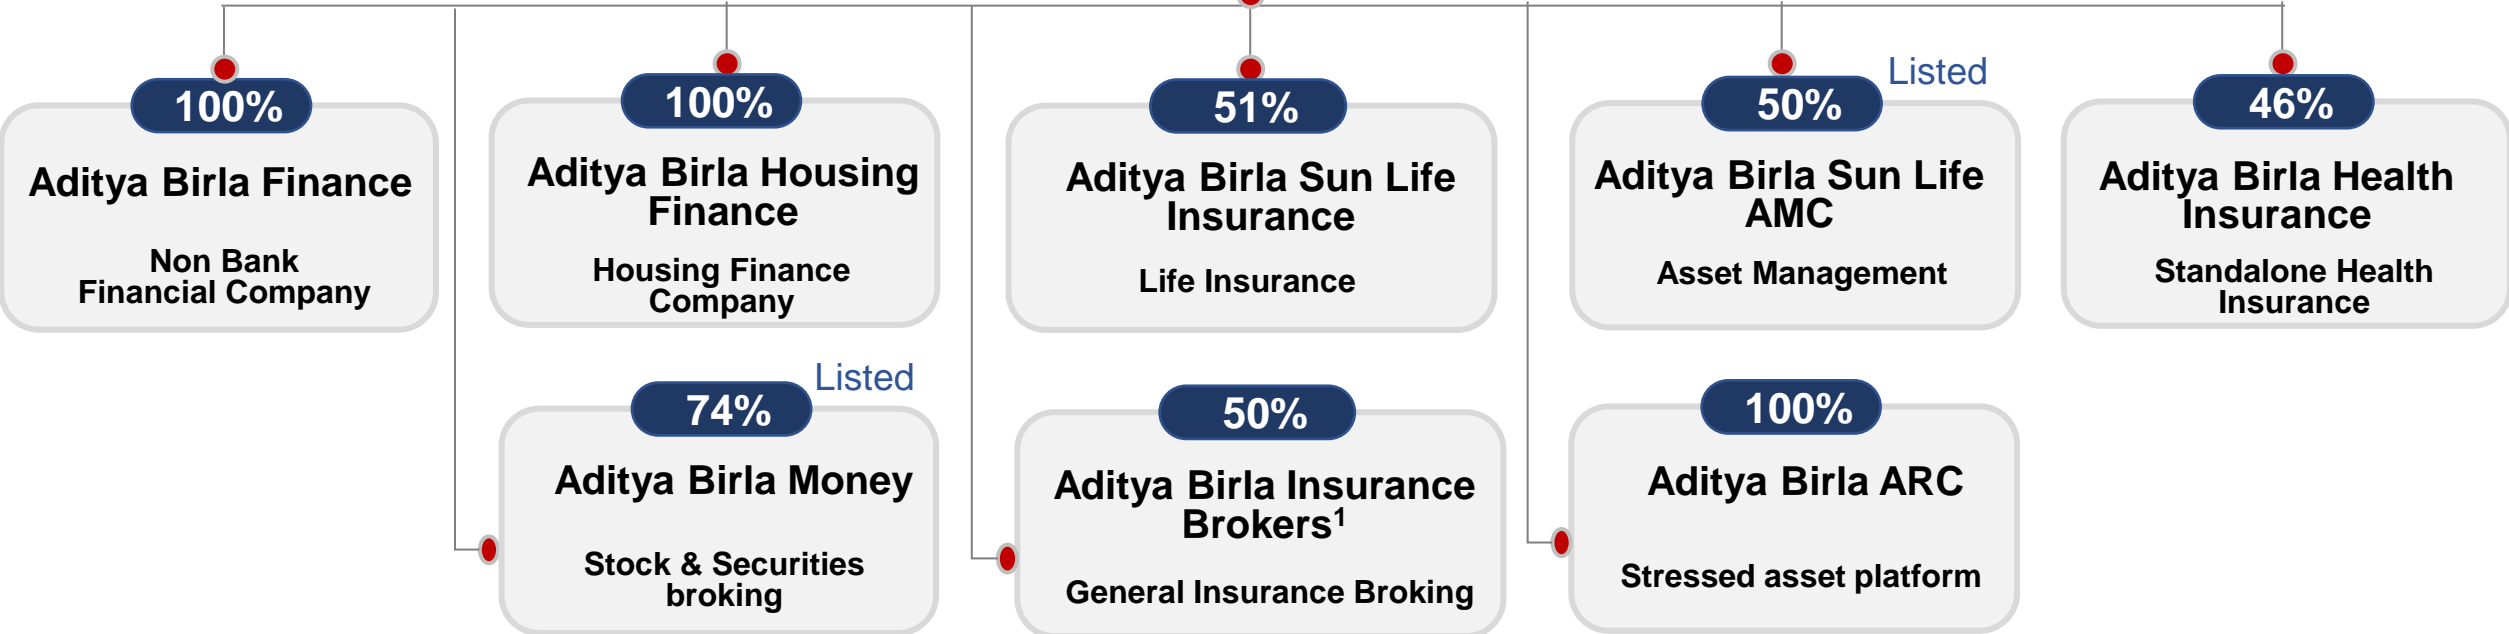 100%
Aditya Birla Finance
Non Bank
Financial Company
100%
Aditya Birla Housing
Finance
Housing Finance
Company
51%
Aditya Birla Sun Life
Insurance
Life Insurance
50%
Listed
Aditya Birla Sun Life
AMC
Asset Management
46%
Aditya Birla Health
Insurance
Standalone Health
Insurance
74%
Listed
Aditya Birla Money
Stock & Securities
broking
50%
Aditya Birla Insurance
Brokers¹
General Insurance Broking
100%
Aditya Birla ARC
Stressed asset platform